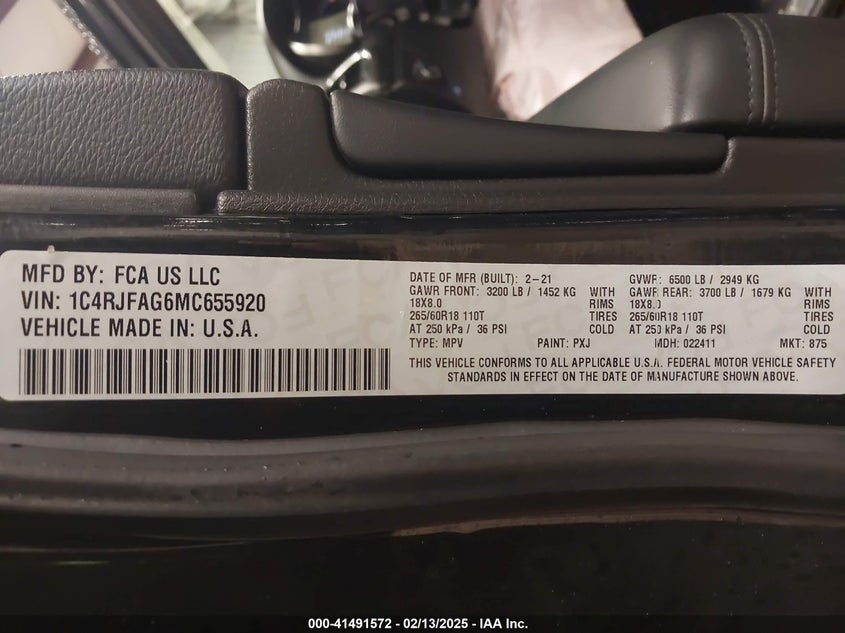 MFD BY: FCA US LLC
VIN: 1C4RJFAG6MC655920
VEHICLE MADE IN: U.S.A.
DATE OF MFR (BUILT): 2-21 GVWR: 6500 LB / 2949 KG
GAWR FRONT: 3200 LB / 1452 KG WITH GAWR REAR: 3700 LB / 1679 KG WITH
18X8.0 RIMS 18X8.0 RIMS
265/60R18 110T TIRES 265/60R18 110T TIRES
AT 250 kPa / 36 PSI COLD AT 250 kPa / 36 PSI COLD
TYPE: MPV PAINT: PXJ MDH: 022411 MKT: 875
THIS VEHICLE CONFORMS TO ALL APPLICABLE U.S.A. FEDERAL MOTOR VEHICLE SAFETY
STANDARDS IN EFFECT ON THE DATE OF MANUFACTURE SHOWN ABOVE.
000-41491572 - 02/13/2025 - IAA Inc.